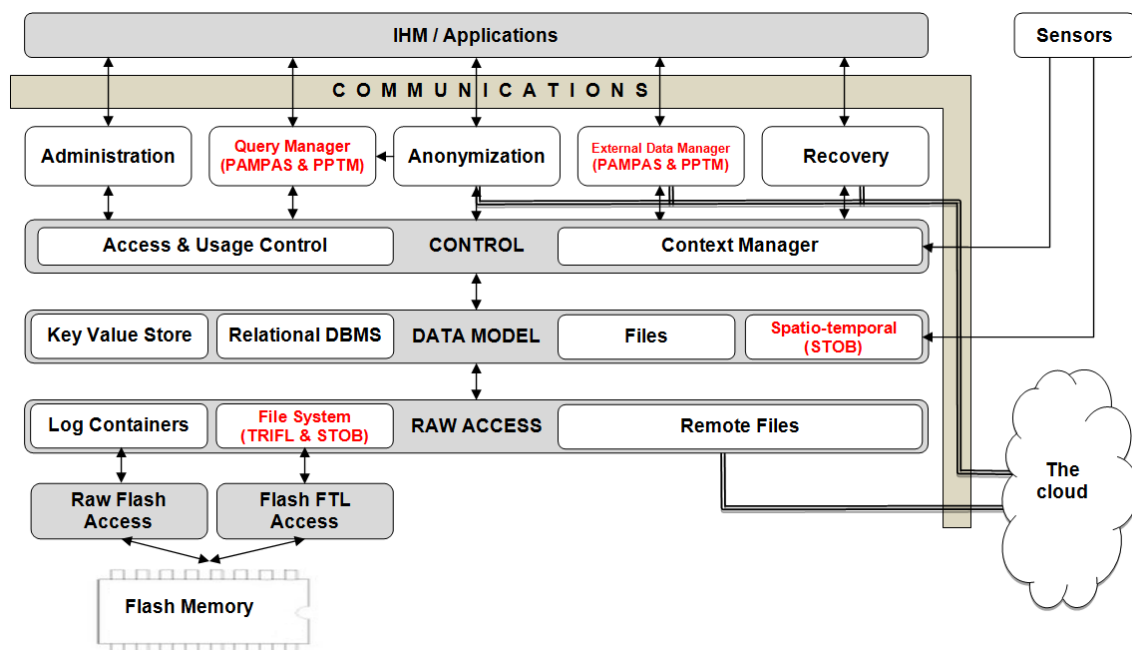 IHM / Applications
Sensors
COMMUNICATIONS
Administration
Query Manager
(PAMPAS & PPTM)
Anonymization
External Data Manager
(PAMPAS & PPTM)
Recovery
Access & Usage Control
CONTROL
Context Manager
Key Value Store
Relational DBMS
DATA MODEL
Files
Spatio-temporal
(STOB)
Log Containers
File System
(TRIFL & STOB)
RAW ACCESS
Remote Files
The
cloud
Raw Flash
Access
Flash FTL
Access
Flash Memory